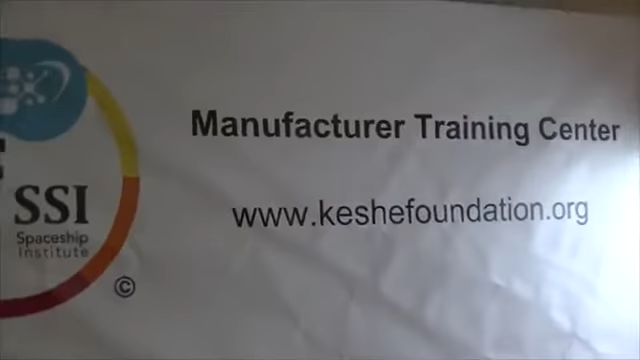 Manufacturer Training Center
www.keshefoundation.org
SSI
Spaceship
Institute
©